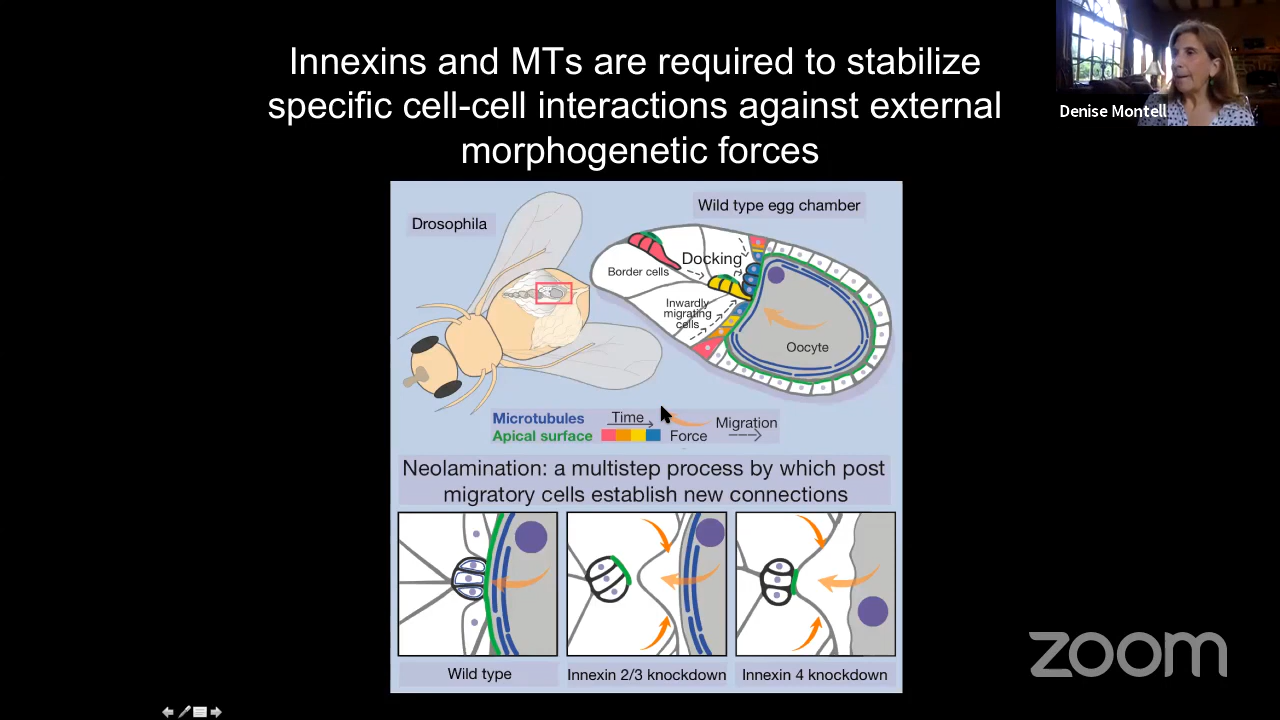 Innexins and MTs are required to stabilize
specific cell-cell interactions against external
morphogenetic forces
Denise Montell
Drosophila
Wild type egg chamber
Border cells
Docking
Inwardly
migrating
cells
Oocyte
Microtubules
Apical surface
Time
Force
Migration
Neolamination: a multistep process by which post
migratory cells establish new connections
Wild type
Innexin 2/3 knockdown
Innexin 4 knockdown
zoom